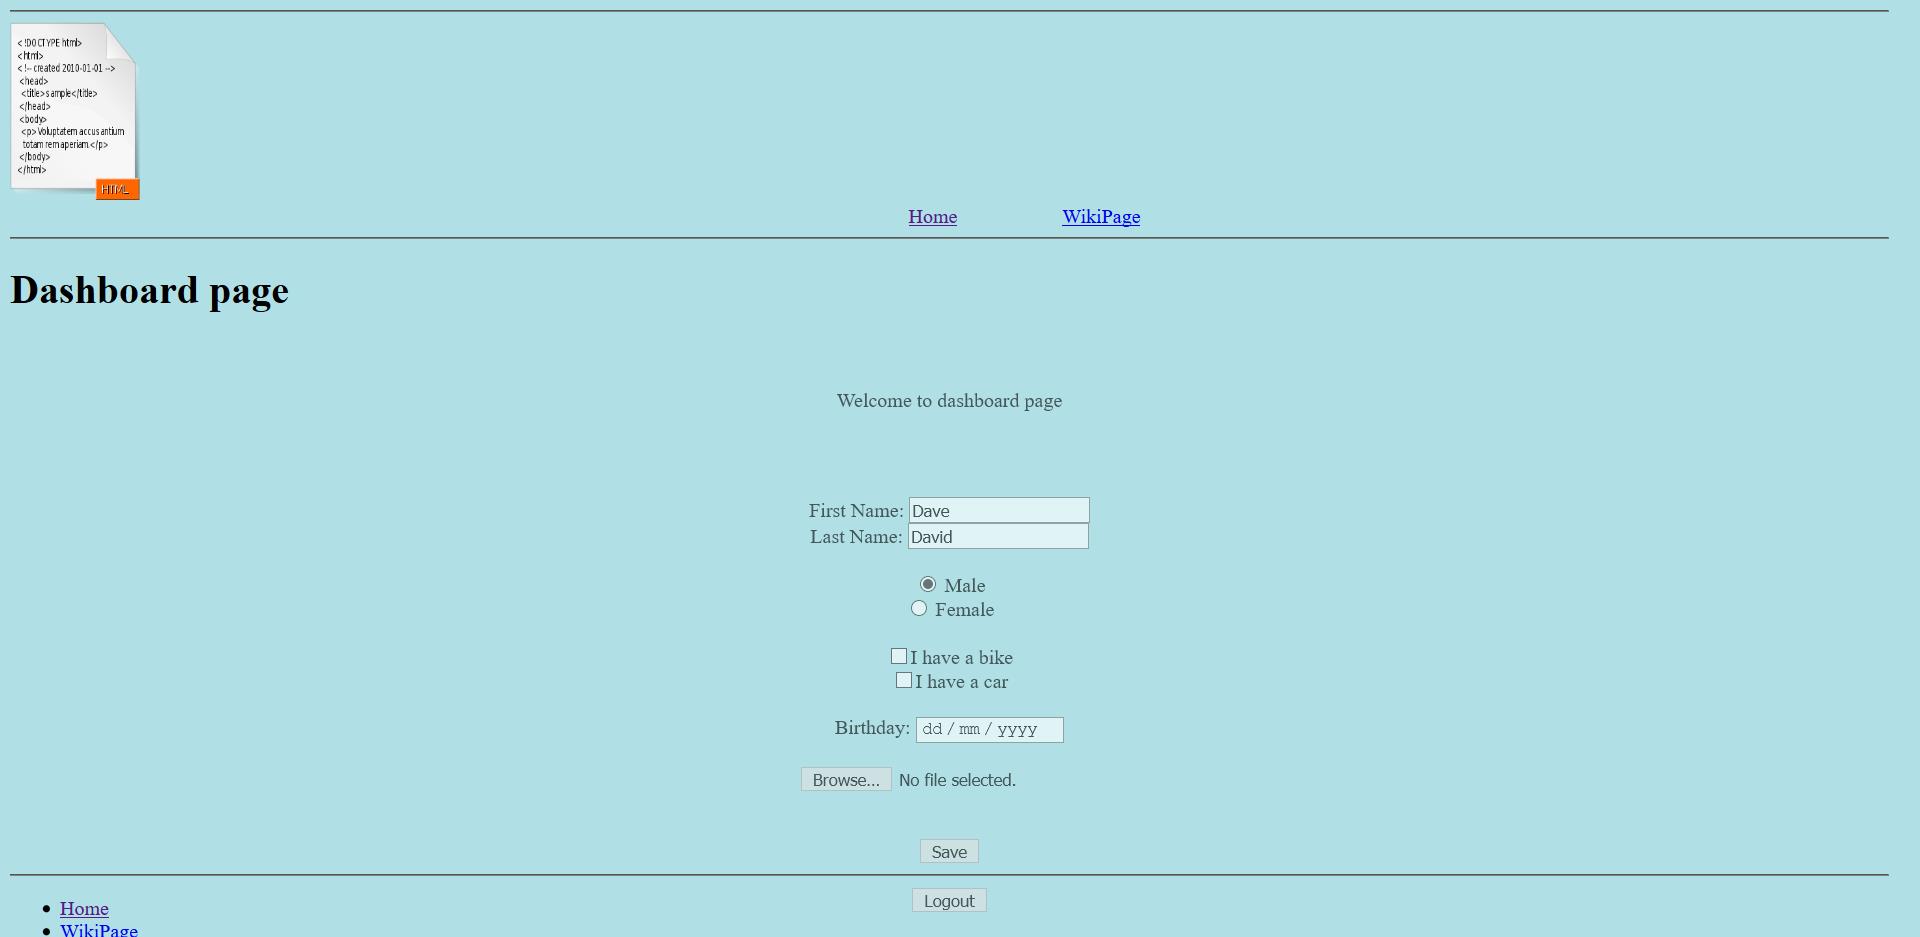 < !DOCTYPE html>
<html>
< !-- created 2010-01-01 -->
<head>
<title>sample</title>
</head>
<body>
<p>Voluptatem accusantium
totam rem aperiam.</p>
</body>
</html>
HTML
Home WikiPage
Dashboard page
Welcome to dashboard page
First Name: Dave
Last Name: David
Male
Female
I have a bike
I have a car
Birthday: dd / mm / yyyy
Browse... No file selected.
Save
Logout
Home
WikiPage